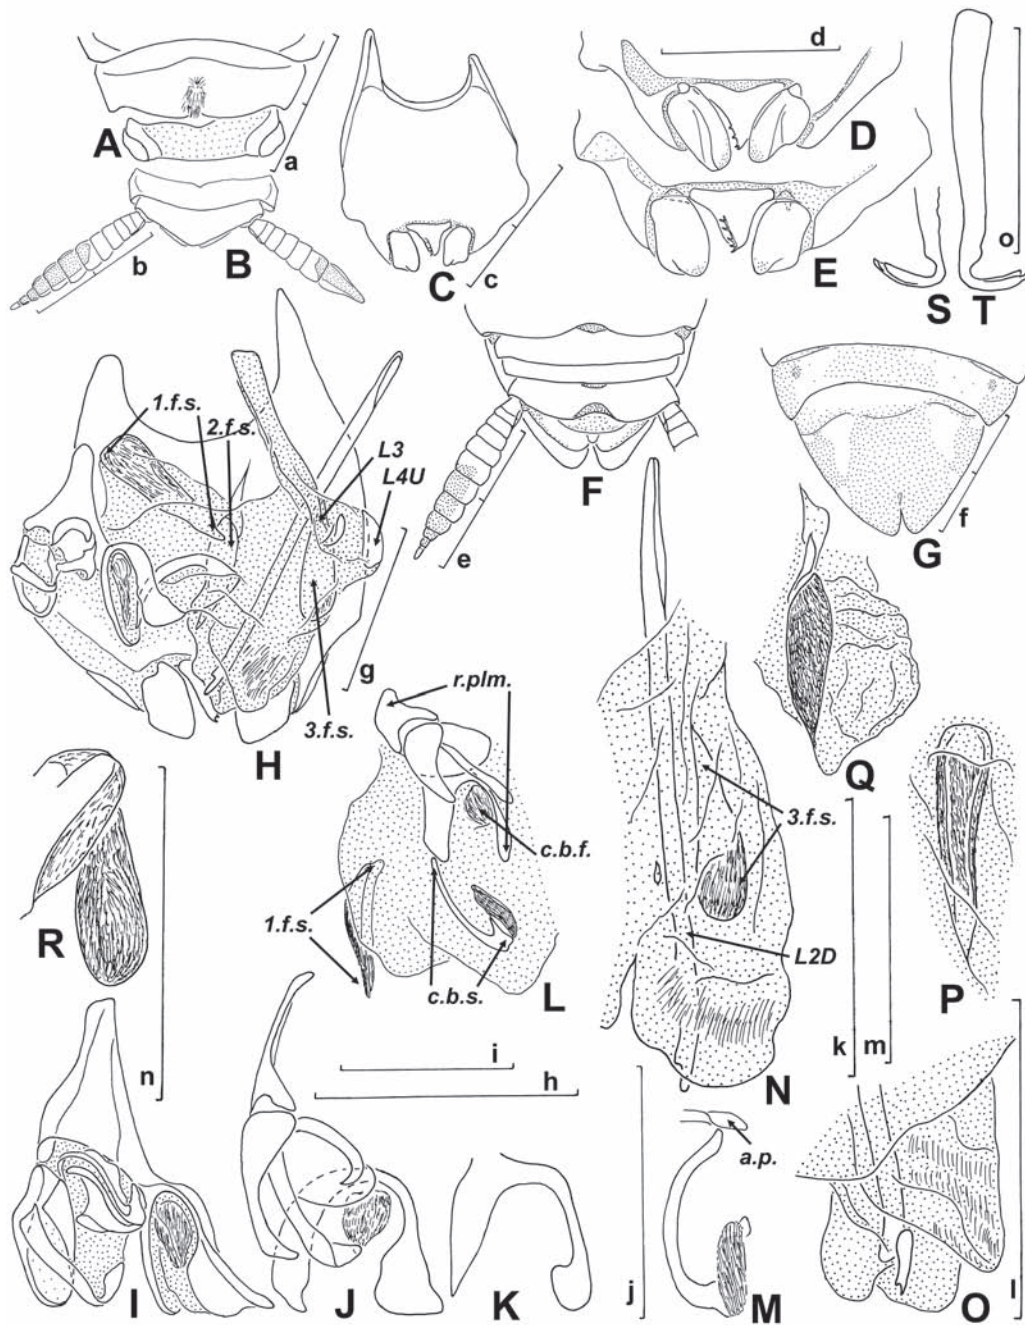 d
A
a
D
b
B
C
c
E
o
S
T
1.f.s.
2.f.s.
L3
L4U
F
e
G
f
g
3.f.s.
H
r.plm.
Q
3.f.s.
c.b.f.
R
1.f.s.
L2D
P
c.b.s.
L
n
i
k
m
N
h
a.p.
I
J
K
j
M
O
l